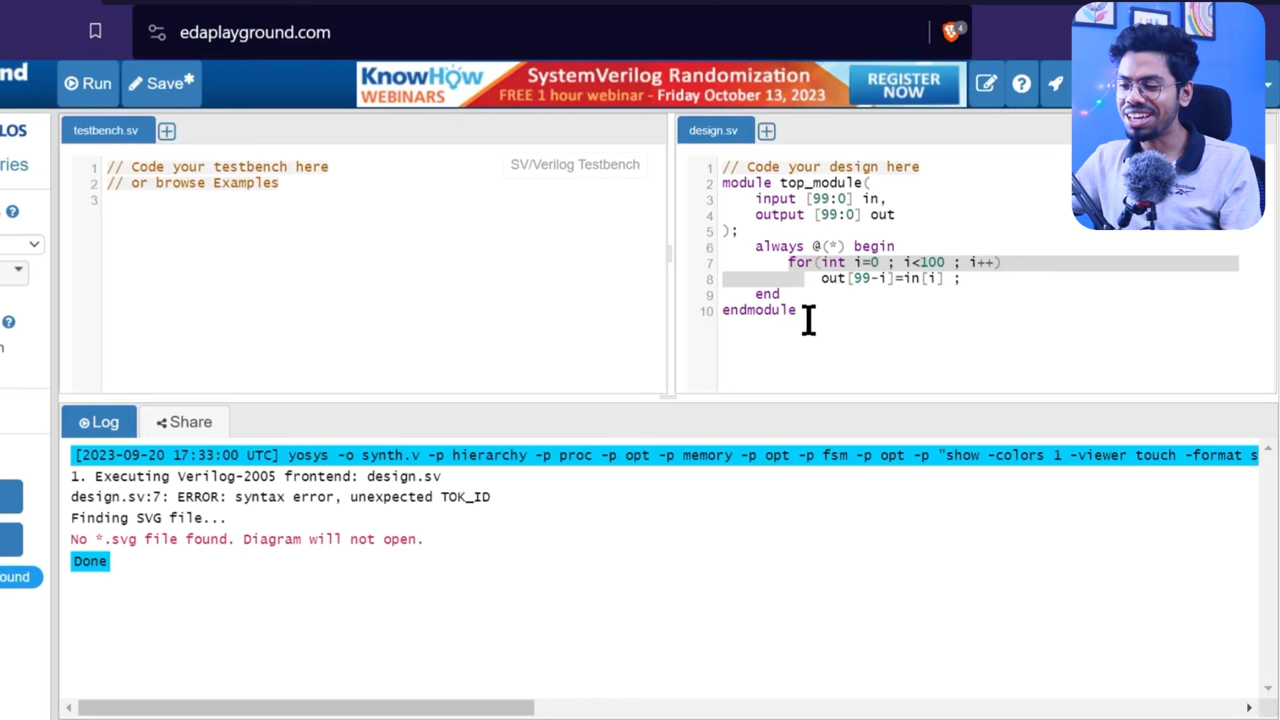 edaplayground.com
4
nd
Run
Save*
KnowHow
WEBINARS
SystemVerilog Randomization
FREE 1 hour webinar - Friday October 13, 2023
REGISTER
NOW
LOS
ries
n
ound
testbench.sv
SV/Verilog Testbench
1 // Code your testbench here
2 // or browse Examples
3
design.sv
1 // Code your design here
2 module top_module(
3 input [99:0] in,
4 output [99:0] out
5 );
6 always @(*) begin
7 for(int i=0 ; i<100 ; i++)
8 out[99-i]=in[i] ;
9 end
10 endmodule
Log
Share
[2023-09-20 17:33:00 UTC] yosys -o synth.v -p hierarchy -p proc -p opt -p memory -p opt -p fsm -p opt -p "show -colors 1 -viewer touch -format s
1. Executing Verilog-2005 frontend: design.sv
design.sv:7: ERROR: syntax error, unexpected TOK_ID
Finding SVG file...
No *.svg file found. Diagram will not open.
Done